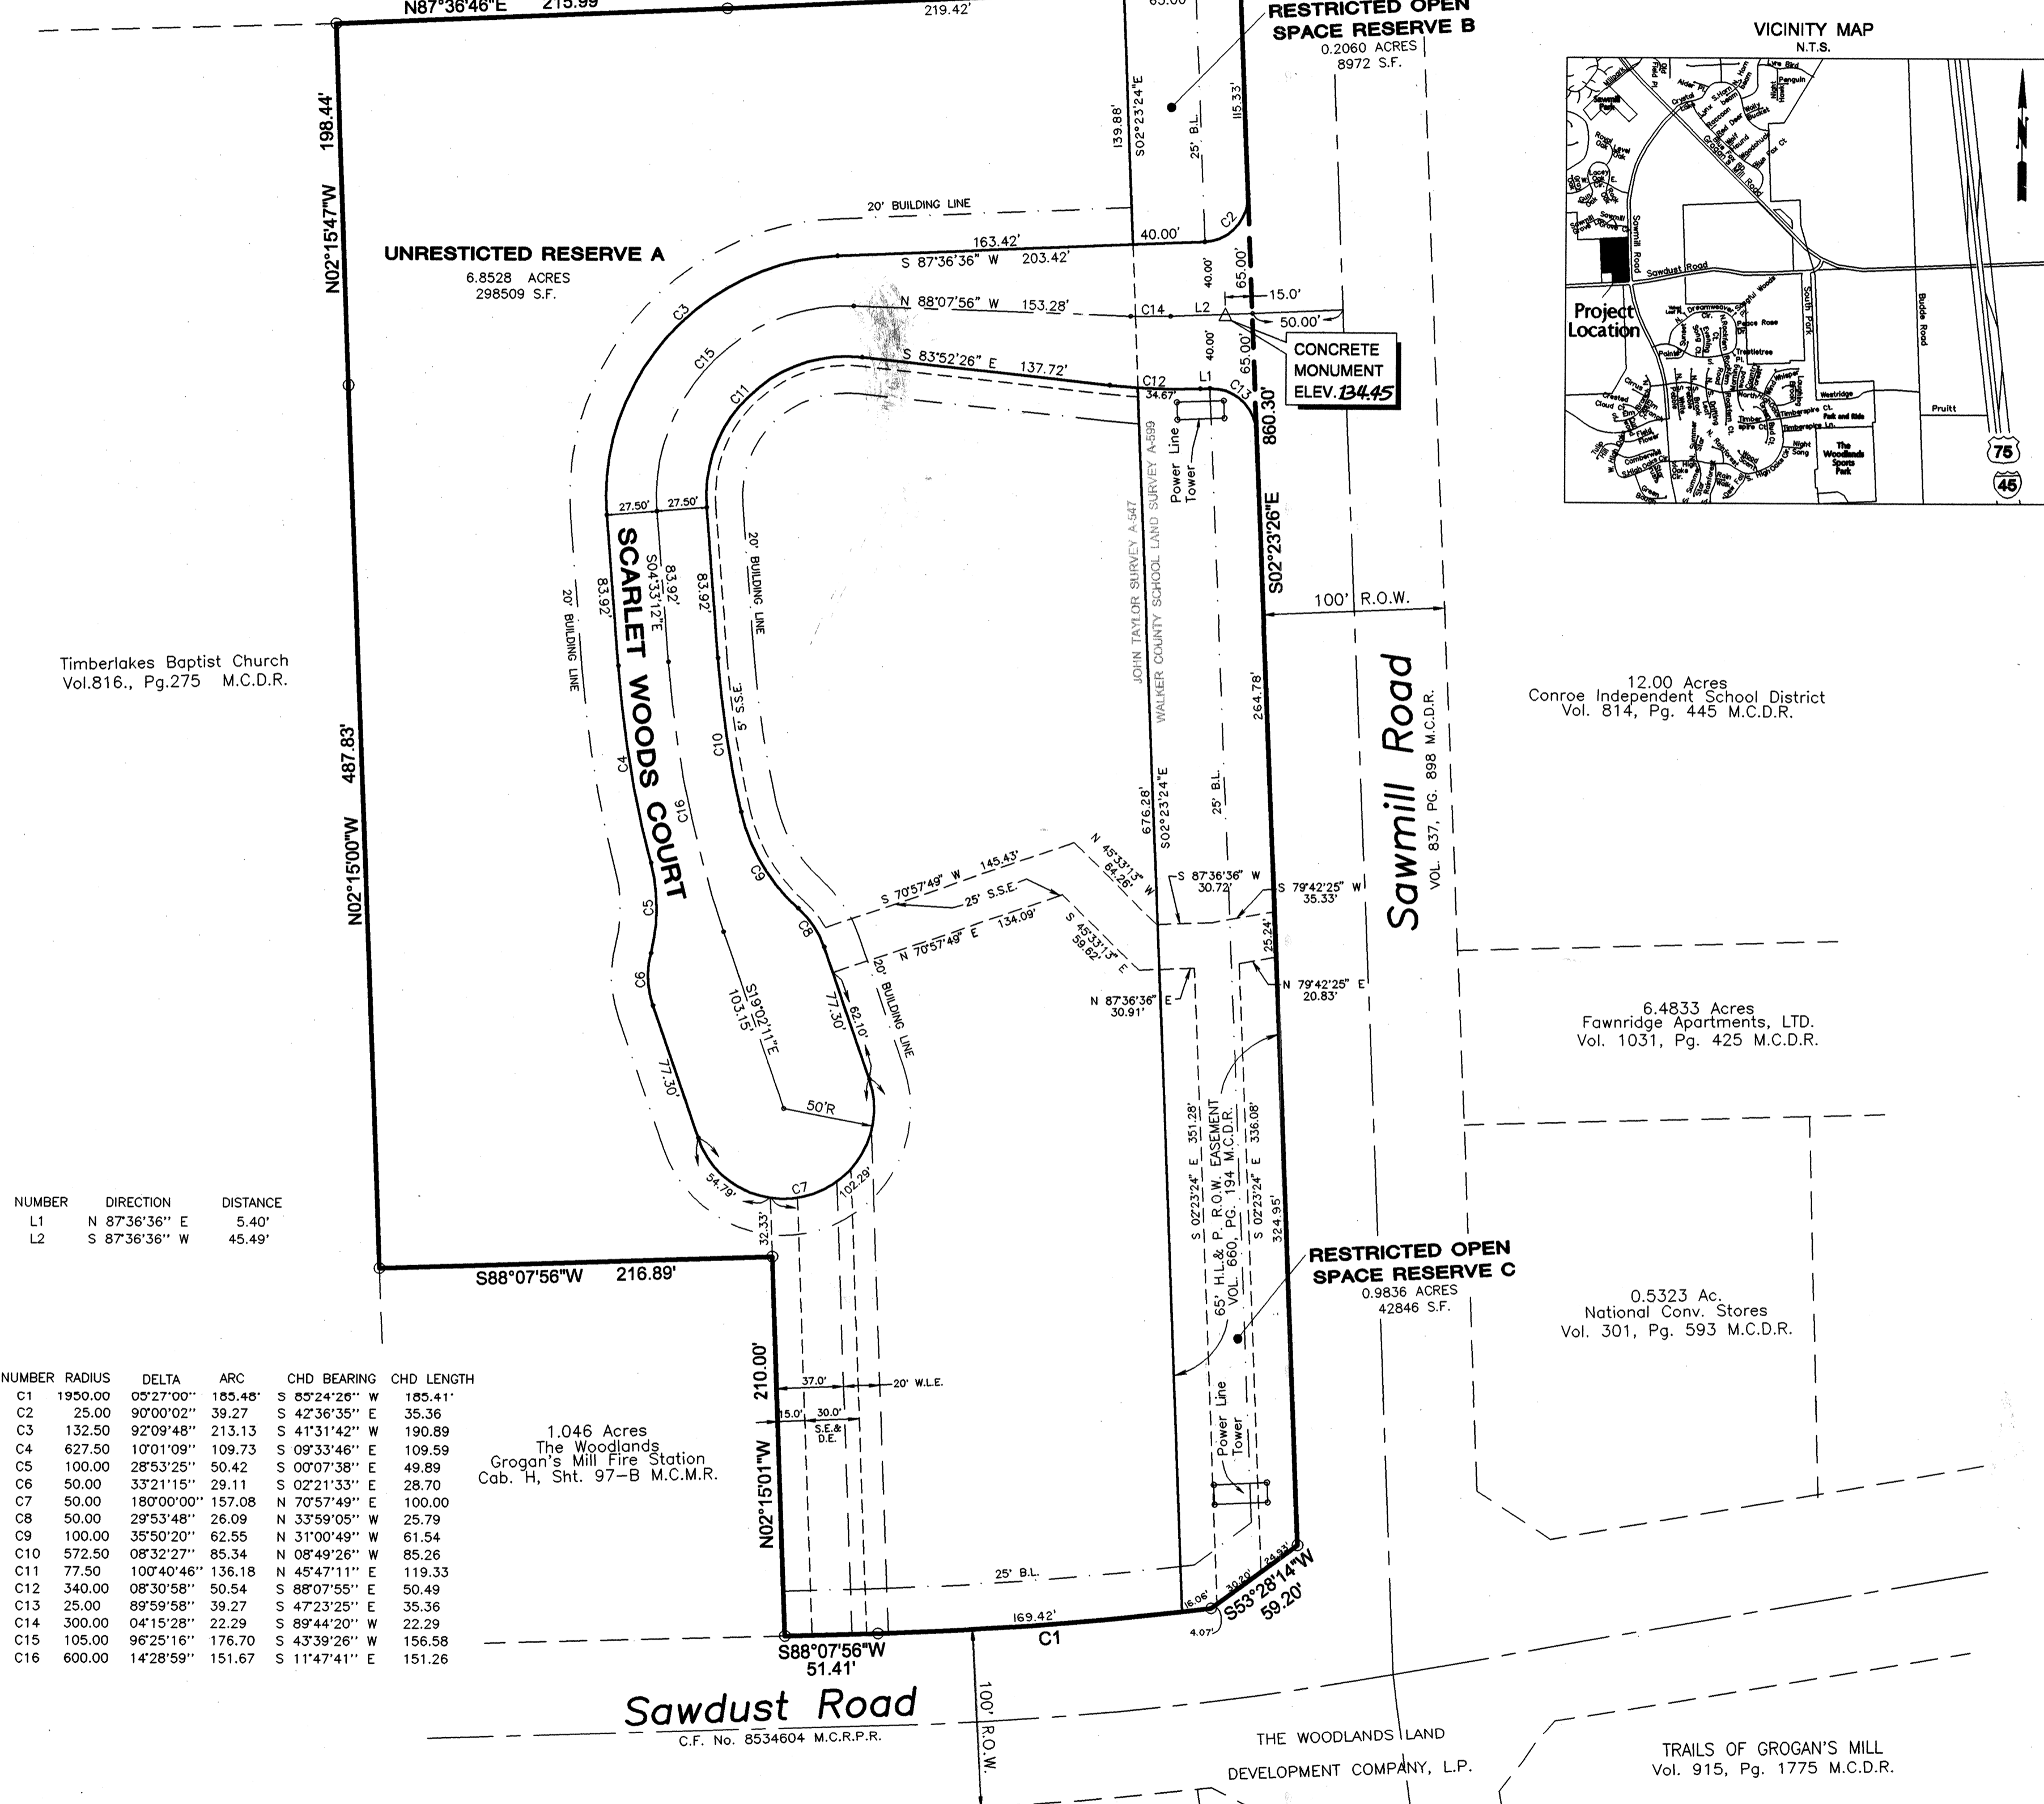 N87°36'46"E 215.99'
219.42'
65.00'
RESTRICTED OPEN
SPACE RESERVE B
0.2060 ACRES
8972 S.F.
VICINITY MAP
N.T.S.
Sawmill Park
Grogan's Mill Road
Sawmill Road
Sawdust Road
Project
Location
South Park
Budde Road
Pruitt
Westridge
Timberspire Ct.
Timberspire Ln.
Park and Ride
The
Woodlands
Sports
Park
Night
Song
75
45
N
198.44'
N02°15'47"W
139.88'
S02°23'24"E
25' B.L.
115.33'
20' BUILDING LINE
UNRESTICTED RESERVE A
6.8528 ACRES
298509 S.F.
163.42'
40.00'
C2
S 87°36'36" W 203.42'
C3
40.00'
65.00'
N 88°07'56" W 153.28'
C14
L2
15.0'
50.00'
C15
CONCRETE
MONUMENT
ELEV. 134.45
C11
S 83°52'26" E 137.72'
40.00'
65.00'
C12
L1
C13
34.67'
Power Line
Tower
860.30'
27.50'
27.50'
S02°23'26"E
SCARLET WOODS COURT
83.92'
S04°33'12"E
83.92'
83.92'
20' BUILDING LINE
20' BUILDING LINE
5' S.S.E.
JOHN TAYLOR SURVEY A-547
WALKER COUNTY SCHOOL LAND SURVEY A-599
100' R.O.W.
Timberlakes Baptist Church
Vol.816., Pg.275 M.C.D.R.
264.78'
Sawmill Road
VOL. 837, PG. 898 M.C.D.R.
12.00 Acres
Conroe Independent School District
Vol. 814, Pg. 445 M.C.D.R.
487.83'
N02°15'00"W
C4
C10
C16
676.28'
S02°23'24"E
25' B.L.
C9
C5
C8
C6
S 70°57'49" W 145.43'
25' S.S.E.
N 70°57'49" E 134.09'
N 45°33'13" W
64.26'
S 45°33'13" E
59.62'
S 87°36'36" W
30.72'
S 79°42'25" W
35.33'
25.24'
N 87°36'36" E
30.91'
N 79°42'25" E
20.83'
20' BUILDING LINE
S19°02'11"E
103.15'
77.30'
62.10'
77.30'
50'R
6.4833 Acres
Fawnridge Apartments, LTD.
Vol. 1031, Pg. 425 M.C.D.R.
54.79'
C7
102.29'
32.33'
S 02°23'24" E 351.28'
65' H.L.& P. R.O.W. EASEMENT
VOL. 660, PG. 194 M.C.D.R.
S 02°23'24" E 336.08'
324.95'
NUMBER DIRECTION DISTANCE
L1 N 87°36'36'' E 5.40'
L2 S 87°36'36'' W 45.49'
S88°07'56"W 216.89'
RESTRICTED OPEN
SPACE RESERVE C
0.9836 ACRES
42846 S.F.
0.5323 Ac.
National Conv. Stores
Vol. 301, Pg. 593 M.C.D.R.
NUMBER RADIUS DELTA ARC CHD BEARING CHD LENGTH
C1 1950.00 05°27'00'' 185.48' S 85°24'26'' W 185.41'
C2 25.00 90°00'02'' 39.27 S 42°36'35'' E 35.36
C3 132.50 92°09'48'' 213.13 S 41°31'42'' W 190.89
C4 627.50 10°01'09'' 109.73 S 09°33'46'' E 109.59
C5 100.00 28°53'25'' 50.42 S 00°07'38'' E 49.89
C6 50.00 33°21'15'' 29.11 S 02°21'33'' E 28.70
C7 50.00 180°00'00'' 157.08 N 70°57'49'' E 100.00
C8 50.00 29°53'48'' 26.09 N 33°59'05'' W 25.79
C9 100.00 35°50'20'' 62.55 N 31°00'49'' W 61.54
C10 572.50 08°32'27'' 85.34 N 08°49'26'' W 85.26
C11 77.50 100°40'46'' 136.18 N 45°47'11'' E 119.33
C12 340.00 08°30'58'' 50.54 S 88°07'55'' E 50.49
C13 25.00 89°59'58'' 39.27 S 47°23'25'' E 35.36
C14 300.00 04°15'28'' 22.29 S 89°44'20'' W 22.29
C15 105.00 96°25'16'' 176.70 S 43°39'26'' W 156.58
C16 600.00 14°28'59'' 151.67 S 11°47'41'' E 151.26
1.046 Acres
The Woodlands
Grogan's Mill Fire Station
Cab. H, Sht. 97-B M.C.M.R.
210.00'
N02°15'01"W
37.0'
20' W.L.E.
15.0'
30.0'
S.E.&
D.E.
Power Line
Tower
25' B.L.
169.42'
C1
16.06'
30.20'
24.93'
4.07'
S53°28'14"W
59.20'
S88°07'56"W
51.41'
Sawdust Road
C.F. No. 8534604 M.C.R.P.R.
100' R.O.W.
THE WOODLANDS LAND
DEVELOPMENT COMPANY, L.P.
TRAILS OF GROGAN'S MILL
Vol. 915, Pg. 1775 M.C.D.R.